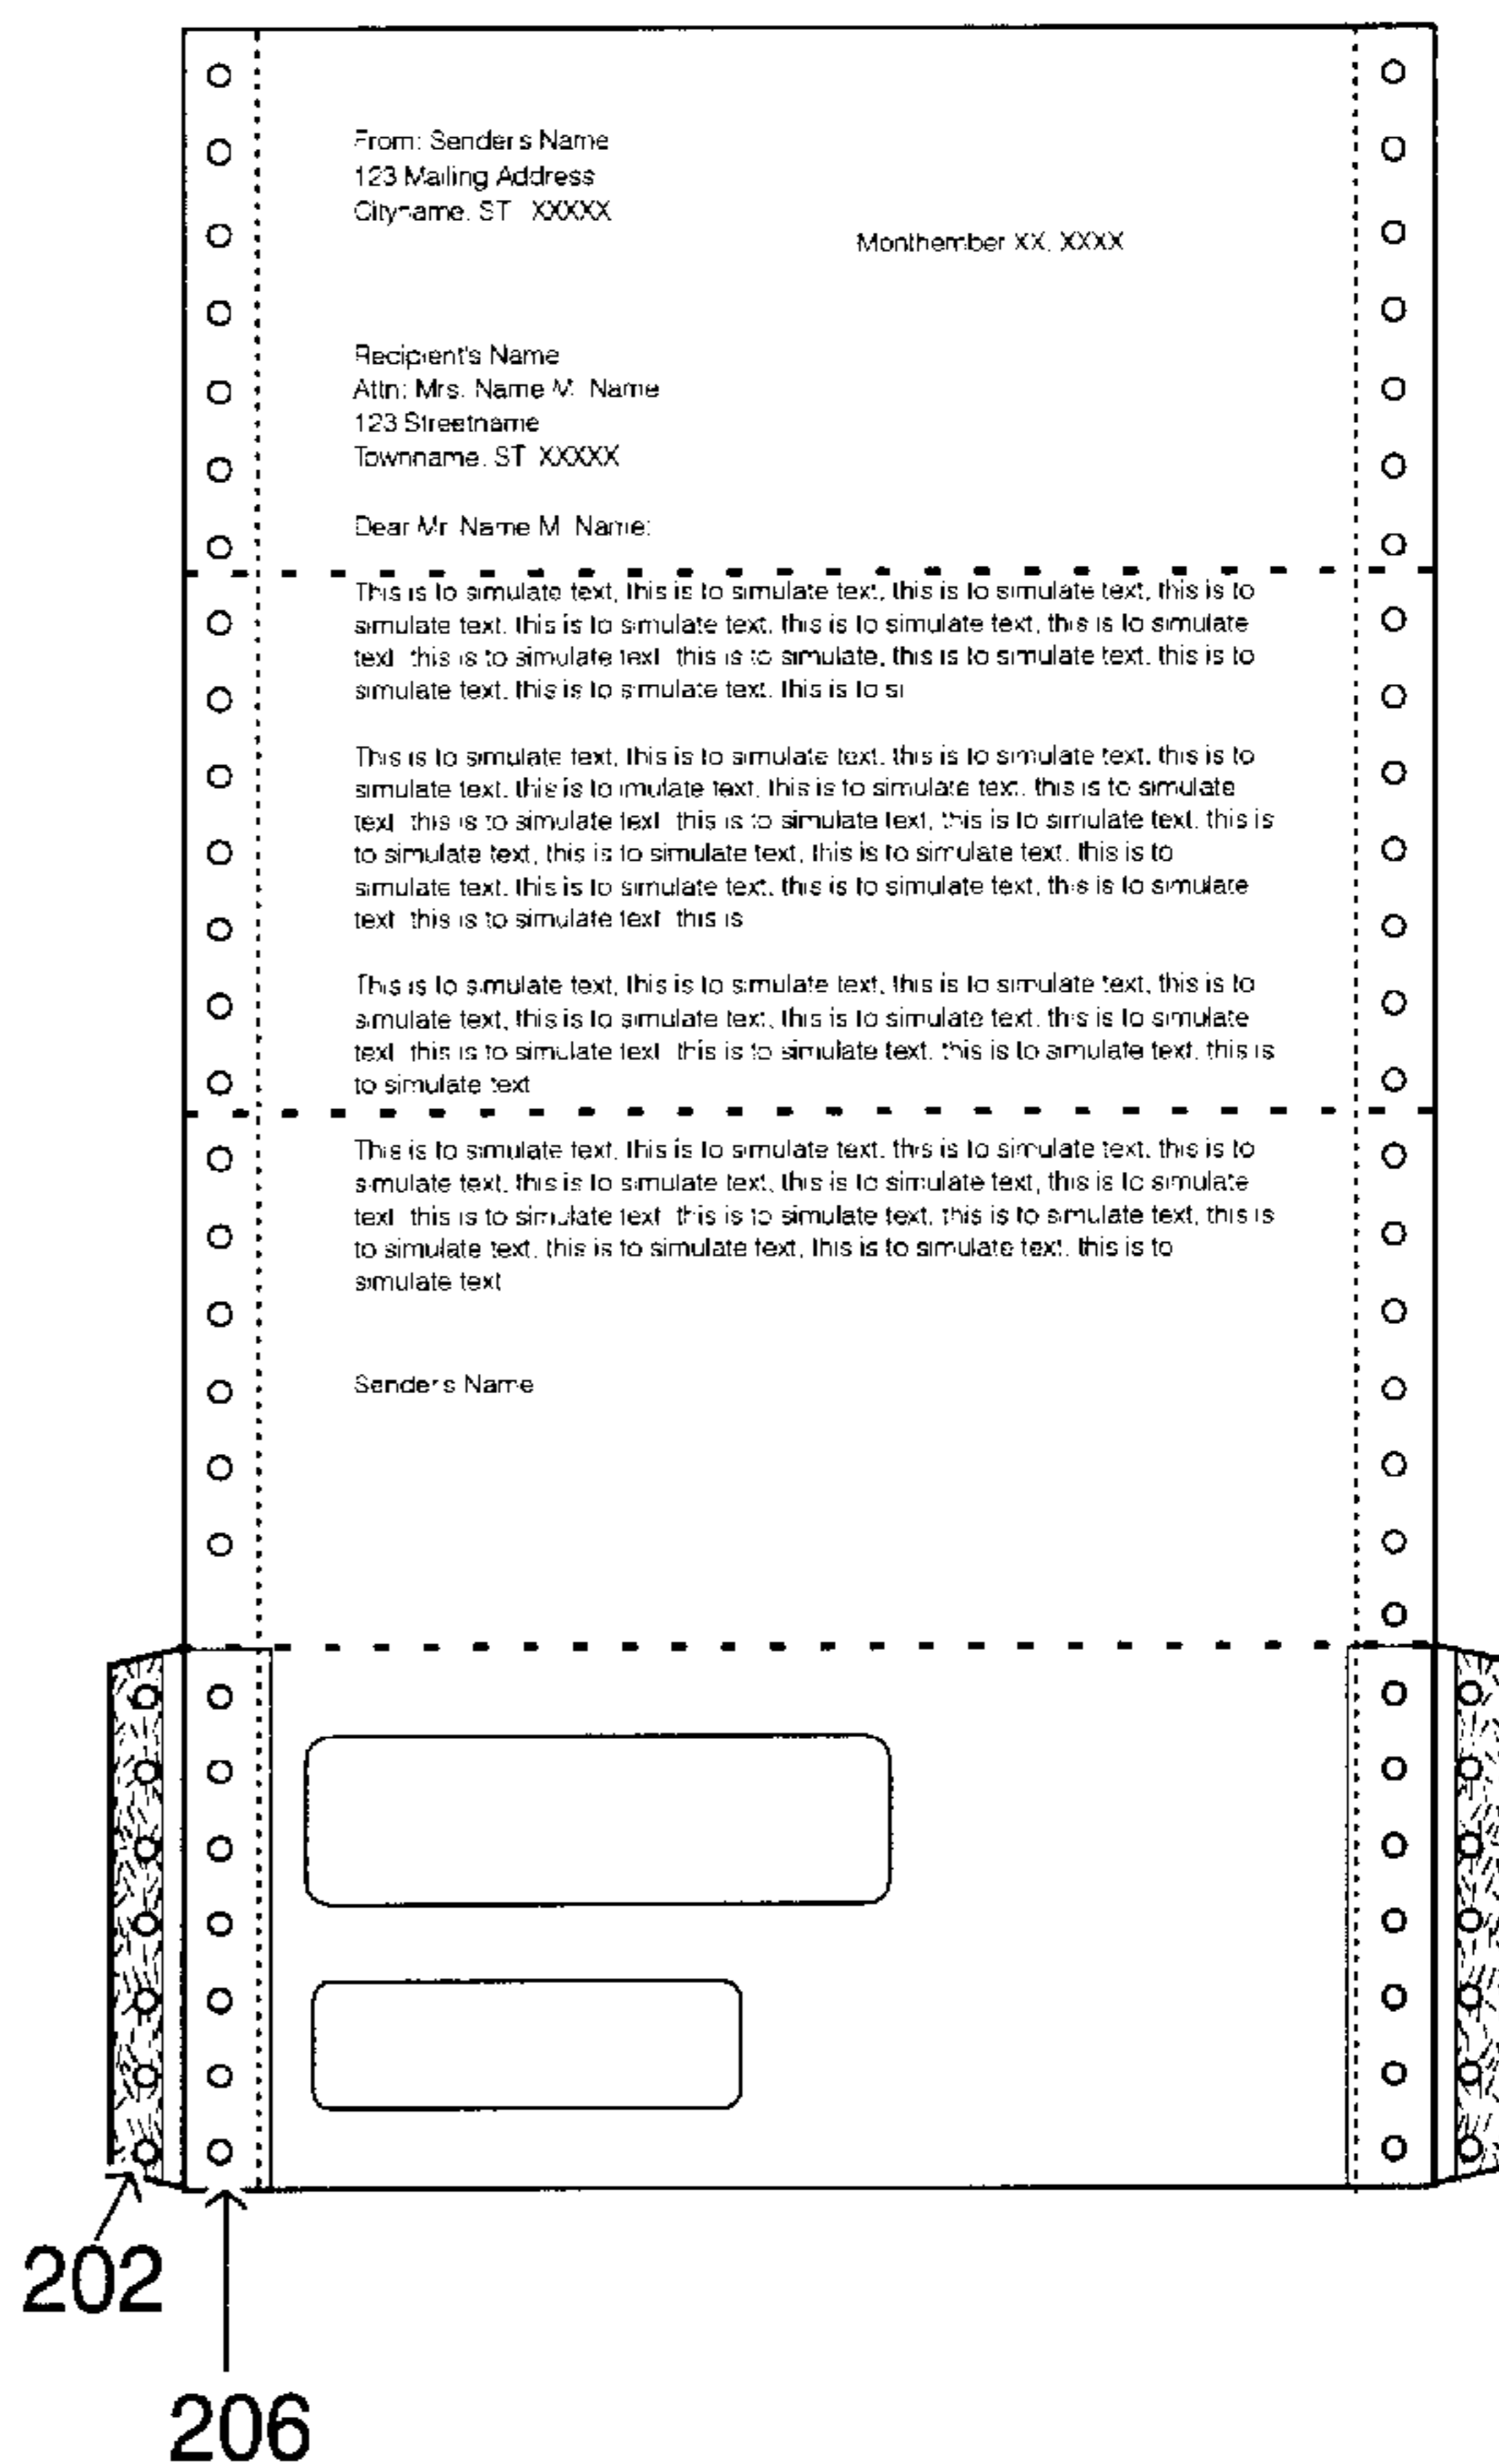 From: Sender's Name
123 Mailing Address
Cityname, ST XXXXX
Monthember XX, XXXX
Recipient's Name
Attn: Mrs. Name M. Name
123 Streetname
Townname, ST XXXXX
Dear Mr. Name M. Name:
This is to simulate text, this is to simulate text, this is to simulate text, this is to
simulate text, this is to simulate text, this is to simulate text, this is to simulate
text, this is to simulate text, this is to simulate, this is to simulate text, this is to
simulate text, this is to simulate text, this is to si
This is to simulate text, this is to simulate text, this is to simulate text, this is to
simulate text, this is to imulate text, this is to simulate text, this is to simulate
text, this is to simulate text, this is to simulate text, this is to simulate text, this is
to simulate text, this is to simulate text, this is to simulate text, this is to
simulate text, this is to simulate text, this is to simulate text, this is to simulate
text, this is to simulate text, this is
This is to simulate text, this is to simulate text, this is to simulate text, this is to
simulate text, this is to simulate text, this is to simulate text, this is to simulate
text, this is to simulate text, this is to simulate text, this is to simulate text, this is
to simulate text
This is to simulate text, this is to simulate text, this is to simulate text, this is to
simulate text, this is to simulate text, this is to simulate text, this is to simulate
text, this is to simulate text, this is to simulate text, this is to simulate text, this is
to simulate text, this is to simulate text, this is to simulate text, this is to
simulate text
Sender's Name
202
206